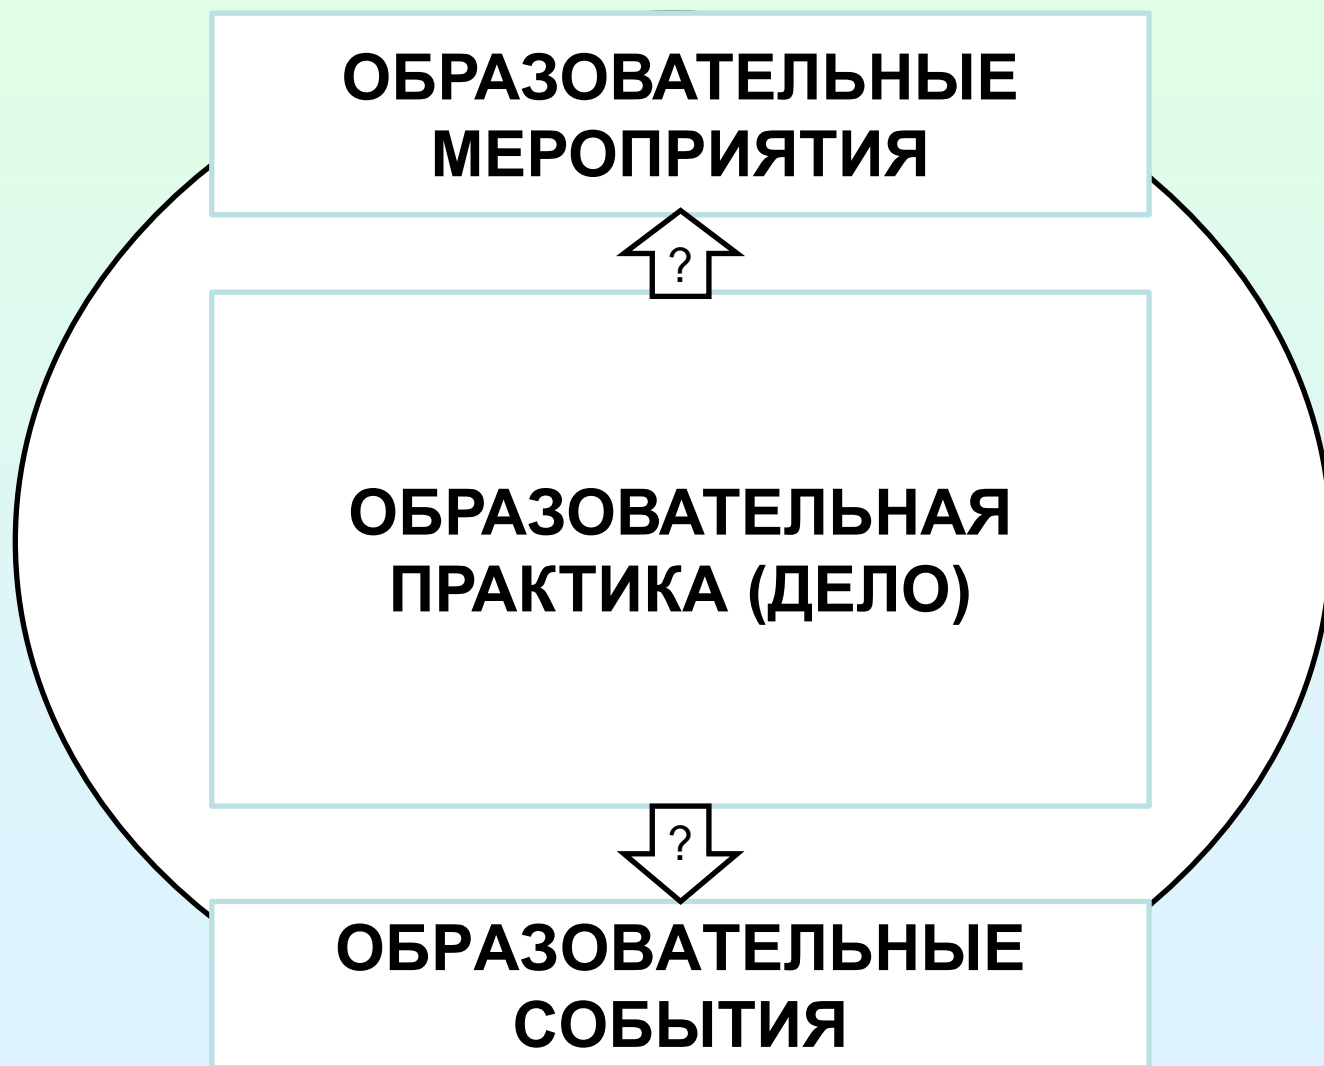 ОБРАЗОВАТЕЛЬНЫЕ
МЕРОПРИЯТИЯ
?
ОБРАЗОВАТЕЛЬНАЯ
ПРАКТИКА (ДЕЛО)
?
ОБРАЗОВАТЕЛЬНЫЕ
СОБЫТИЯ